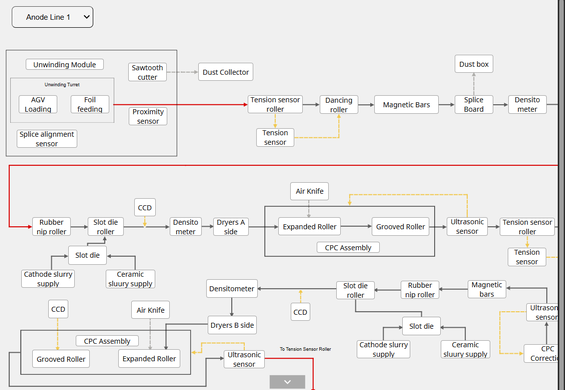 Anode Line 1
Unwinding Module
Unwinding Turret
AGV
Loading
Foil
feeding
Splice alignment
sensor
Sawtooth
cutter
Proximity
sensor
Dust Collector
Tension sensor
roller
Dancing
roller
Magnetic Bars
Splice
Board
Densito
meter
Dust box
Tension
sensor
Rubber
nip roller
Slot die
roller
CCD
Densito
meter
Dryers A
side
Air Knife
Expanded Roller
Grooved Roller
CPC Assembly
Ultrasonic
sensor
Tension sensor
roller
Tension
sensor
Slot die
Cathode slurry
supply
Ceramic
sluury supply
Densitometer
CCD
Slot die
roller
Rubber
nip roller
Magnetic
bars
Dryers B side
Slot die
Cathode slurry
supply
Ceramic
sluury supply
Ultrason
sensor
CPC
Correctio
CCD
Air Knife
CPC Assembly
Grooved Roller
Expanded Roller
Ultrasonic
sensor
To Tension Sensor Roller